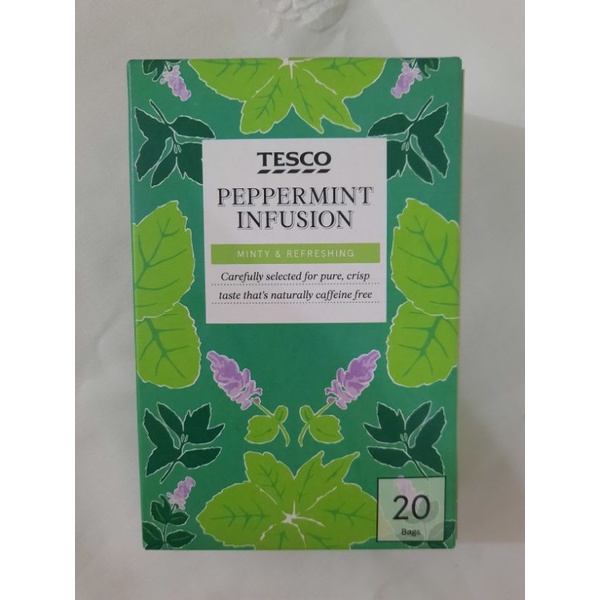 TESCO
PEPPERMINT
INFUSION
MINTY & REFRESHING
Carefully selected for pure, crisp
taste that's naturally caffeine free
20
Bags